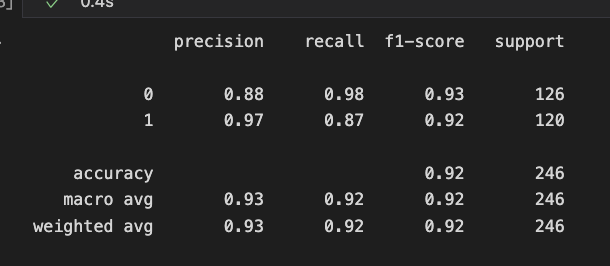 0.4s
precision recall f1-score support
0 0.88 0.98 0.93 126
1 0.97 0.87 0.92 120
accuracy 0.92 246
macro avg 0.93 0.92 0.92 246
weighted avg 0.93 0.92 0.92 246